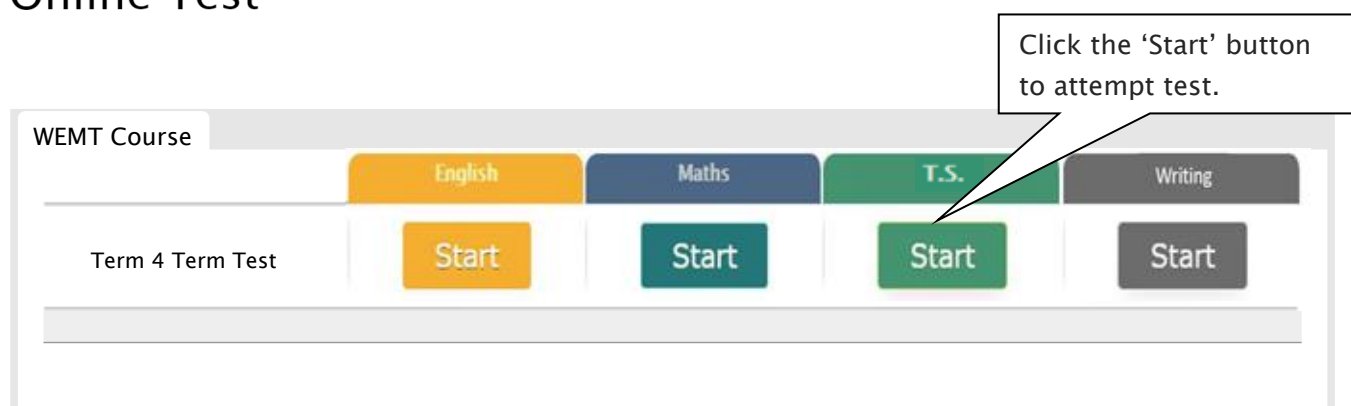 Online Test
Click the ‘Start’ button
to attempt test.
WEMT Course
English Maths T.S. Writing
Term 4 Term Test Start Start Start Start